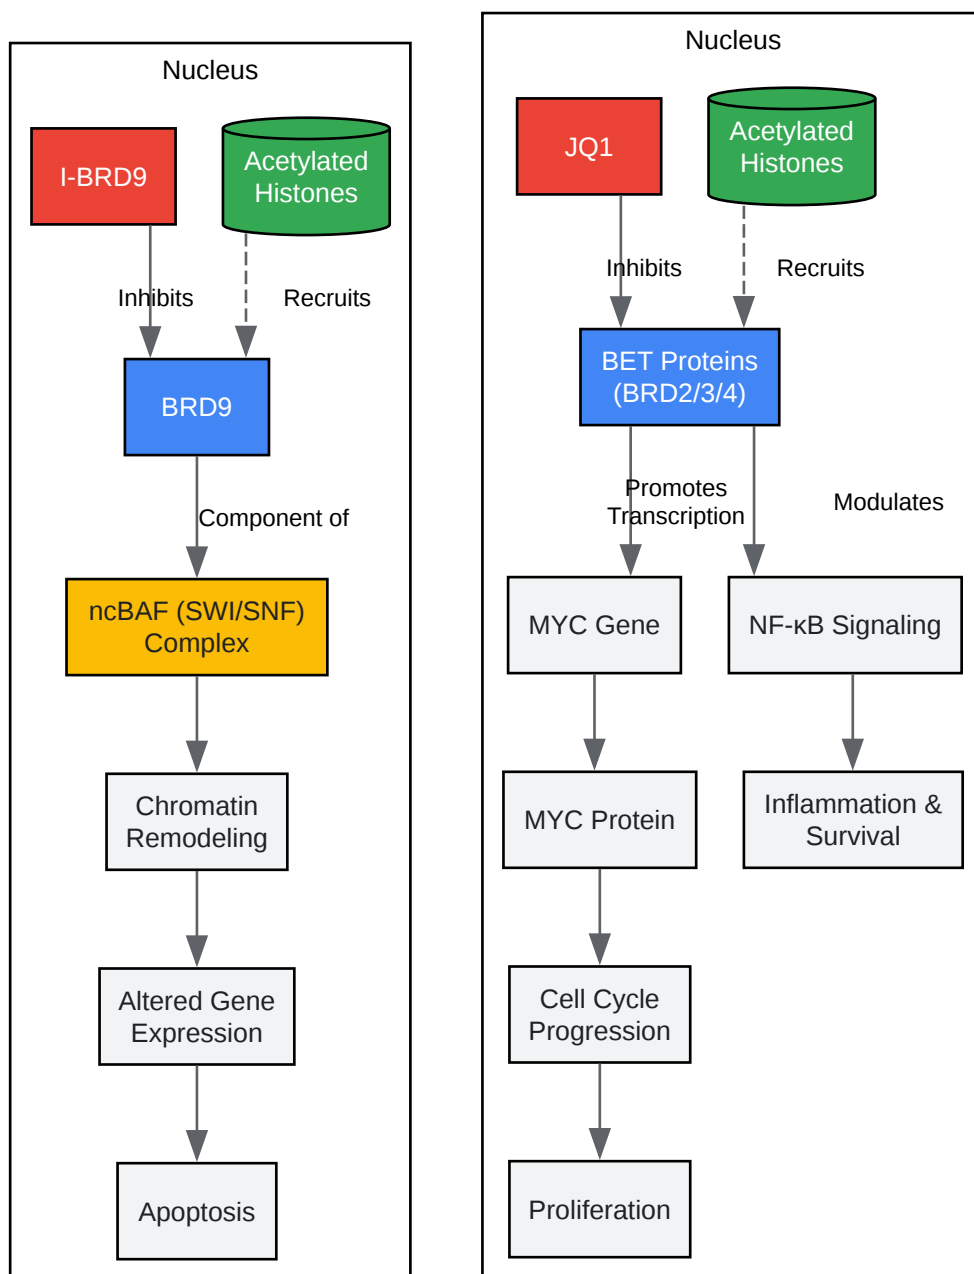 Nucleus
I-BRD9
Acetylated
Histones
Inhibits
Recruits
BRD9
Component of
ncBAF (SWI/SNF)
Complex
Chromatin
Remodeling
Altered Gene
Expression
Apoptosis
Nucleus
JQ1
Acetylated
Histones
Inhibits
Recruits
BET Proteins
(BRD2/3/4)
Promotes
Transcription
Modulates
MYC Gene
NF-κB Signaling
MYC Protein
Inflammation &
Survival
Cell Cycle
Progression
Proliferation